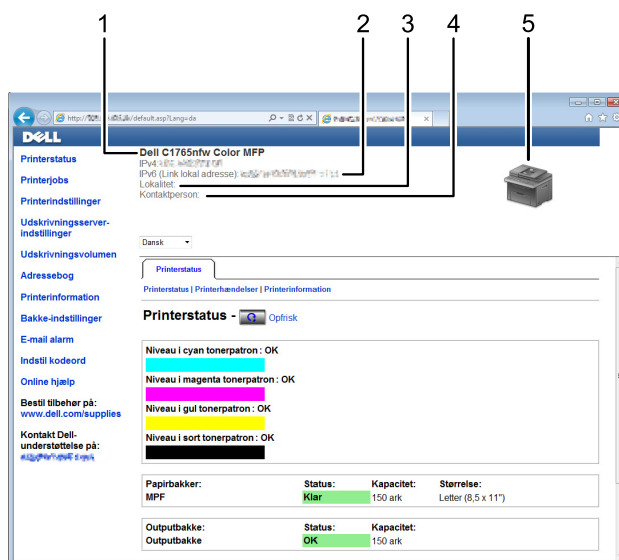 1 2 3 4 5
/default.asp?Lang=da
DELL
Dell C1765nfw Color MFP
IPv4:
IPv6 (Link lokal adresse):
Lokalitet:
Kontaktperson:
Dansk
Printerstatus
Printerjobs
Printerindstillinger
Udskrivningsserver-
indstillinger
Udskrivningsvolumen
Adressebog
Printerinformation
Bakke-indstillinger
E-mail alarm
Indstil kodeord
Online hjælp
Bestil tilbehør på:
www.dell.com/supplies
Kontakt Dell-
understøttelse på:
Printerstatus
Printerstatus | Printerhændelser | Printerinformation
Printerstatus - Opfrisk
Niveau i cyan tonerpatron : OK
Niveau i magenta tonerpatron : OK
Niveau i gul tonerpatron : OK
Niveau i sort tonerpatron : OK
Papirbakker: Status: Kapacitet: Størrelse:
MPF Klar 150 ark Letter (8,5 x 11")
Outputbakke: Status: Kapacitet:
Outputbakke OK 150 ark